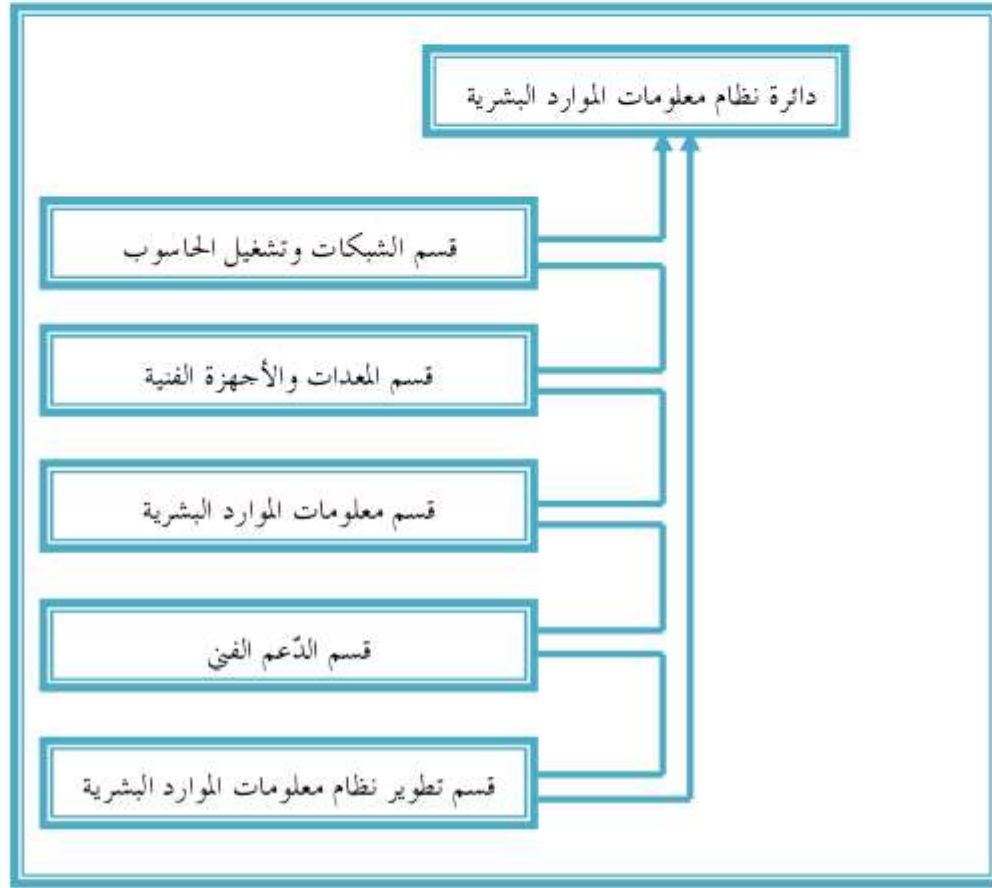 دائرة نظام معلومات الموارد البشرية
قسم الشبكات وتشغيل الحاسوب
قسم المعدات والأجهزة الفنية
قسم معلومات الموارد البشرية
قسم الدّعم الفني
قسم تطوير نظام معلومات الموارد البشرية